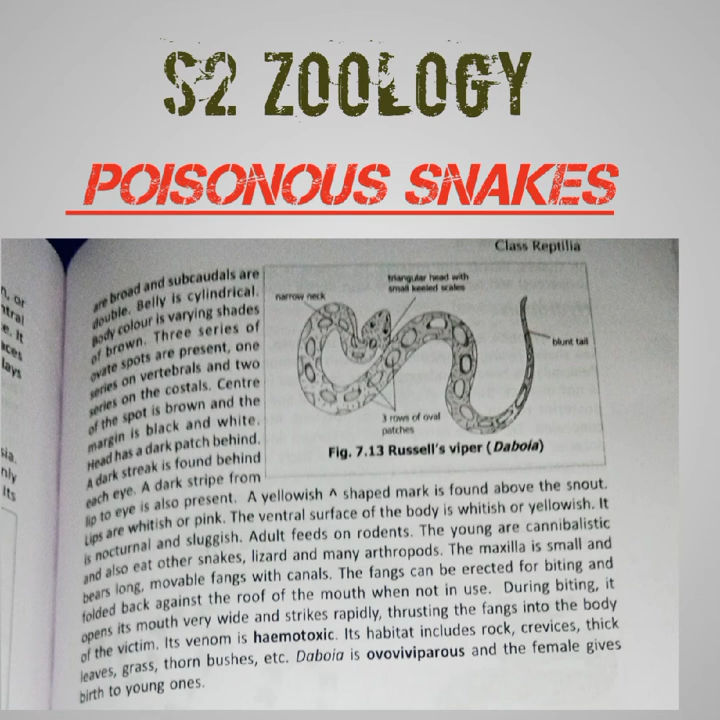 S2 ZOOLOGY
POISONOUS SNAKES
Class Reptilia
n, or
ntral
e. It
aces
lays
sia.
nly
Its
are broad and subcaudals are
double. Belly is cylindrical.
Body colour is varying shades
of brown. Three series of
ovate spots are present, one
series on vertebrals and two
series on the costals. Centre
of the spot is brown and the
margin is black and white.
Head has a dark patch behind.
A dark streak is found behind
each eye. A dark stripe from
narrow neck
triangular head with
small keeled scales
blunt tail
3 rows of oval
patches
Fig. 7.13 Russell's viper (Daboia)
lip to eye is also present. A yellowish ^ shaped mark is found above the snout.
Lips are whitish or pink. The ventral surface of the body is whitish or yellowish. It
is nocturnal and sluggish. Adult feeds on rodents. The young are cannibalistic
and also eat other snakes, lizard and many arthropods. The maxilla is small and
bears long, movable fangs with canals. The fangs can be erected for biting and
folded back against the roof of the mouth when not in use. During biting, it
opens its mouth very wide and strikes rapidly, thrusting the fangs into the body
of the victim. Its venom is haemotoxic. Its habitat includes rock, crevices, thick
leaves, grass, thorn bushes, etc. Daboia is ovoviviparous and the female gives
birth to young ones.